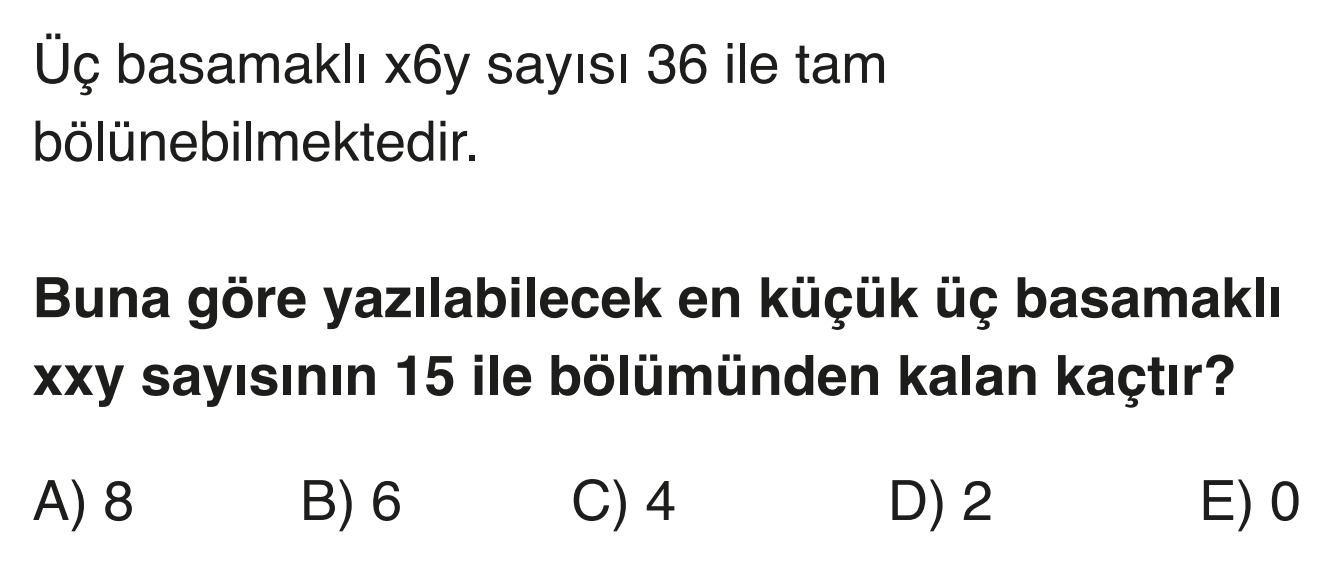 Üç basamaklı x6y sayısı 36 ile tam
bölünebilmektedir.
Buna göre yazılabilecek en küçük üç basamaklı
xxy sayısının 15 ile bölümünden kalan kaçtır?
A) 8 B) 6 C) 4 D) 2 E) 0